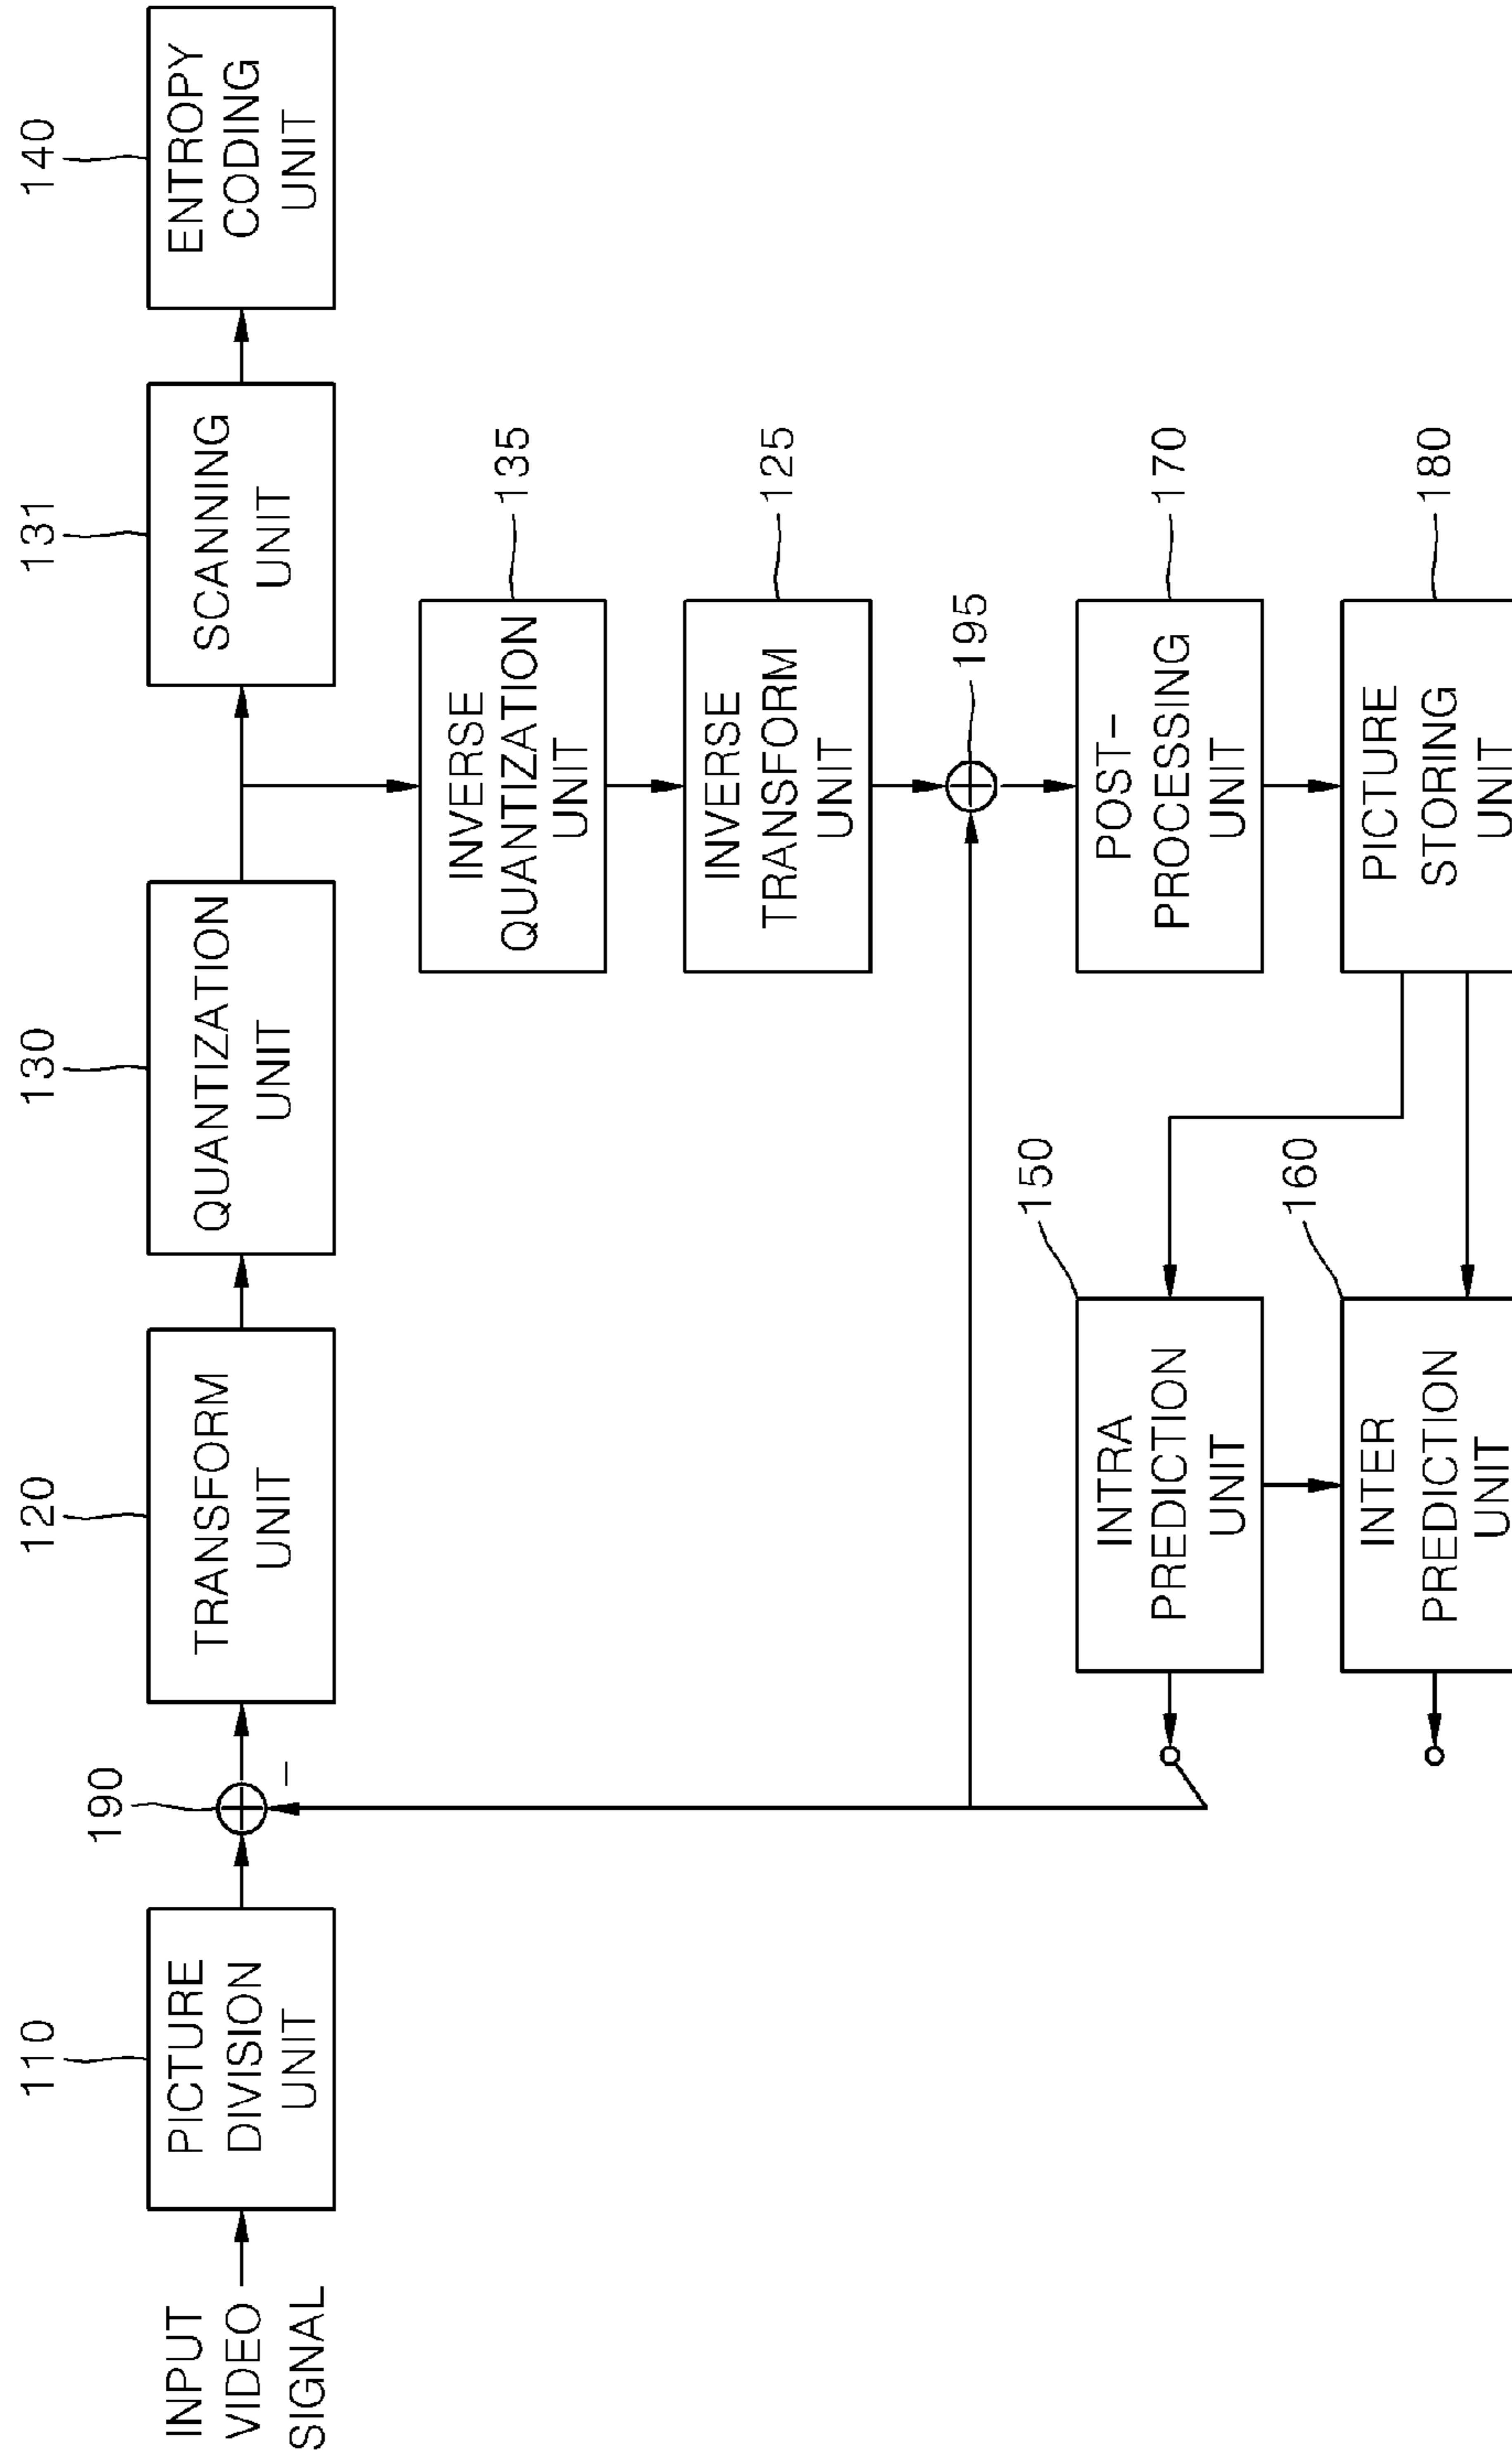 110
120
130
131
140
190
INPUT
VIDEO
SIGNAL
PICTURE
DIVISION
UNIT
–
TRANSFORM
UNIT
QUANTIZATION
UNIT
SCANNING
UNIT
ENTROPY
CODING
UNIT
INVERSE
QUANTIZATION
UNIT
135
INVERSE
TRANSFORM
UNIT
125
195
150
INTRA
PREDICTION
UNIT
POST-
PROCESSING
UNIT
170
160
INTER
PREDICTION
UNIT
PICTURE
STORING
UNIT
180